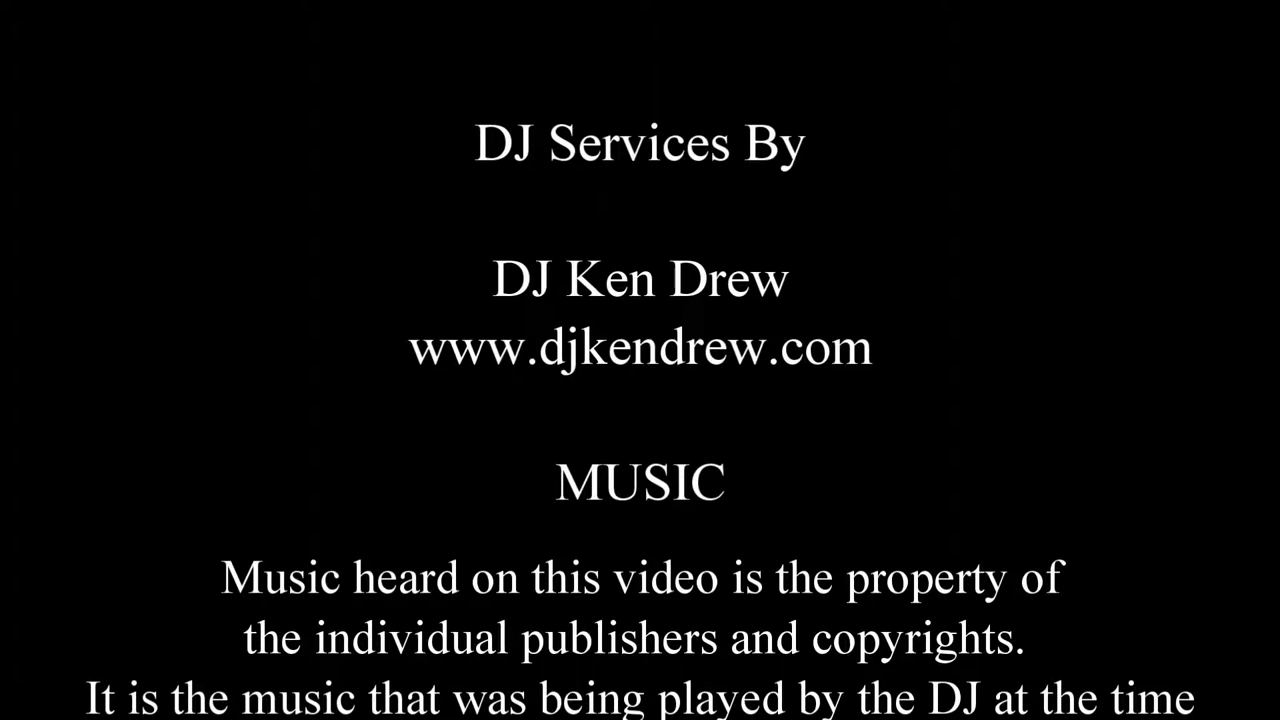 DJ Services By
DJ Ken Drew
www.djkendrew.com
MUSIC
Music heard on this video is the property of
the individual publishers and copyrights.
It is the music that was being played by the DJ at the time